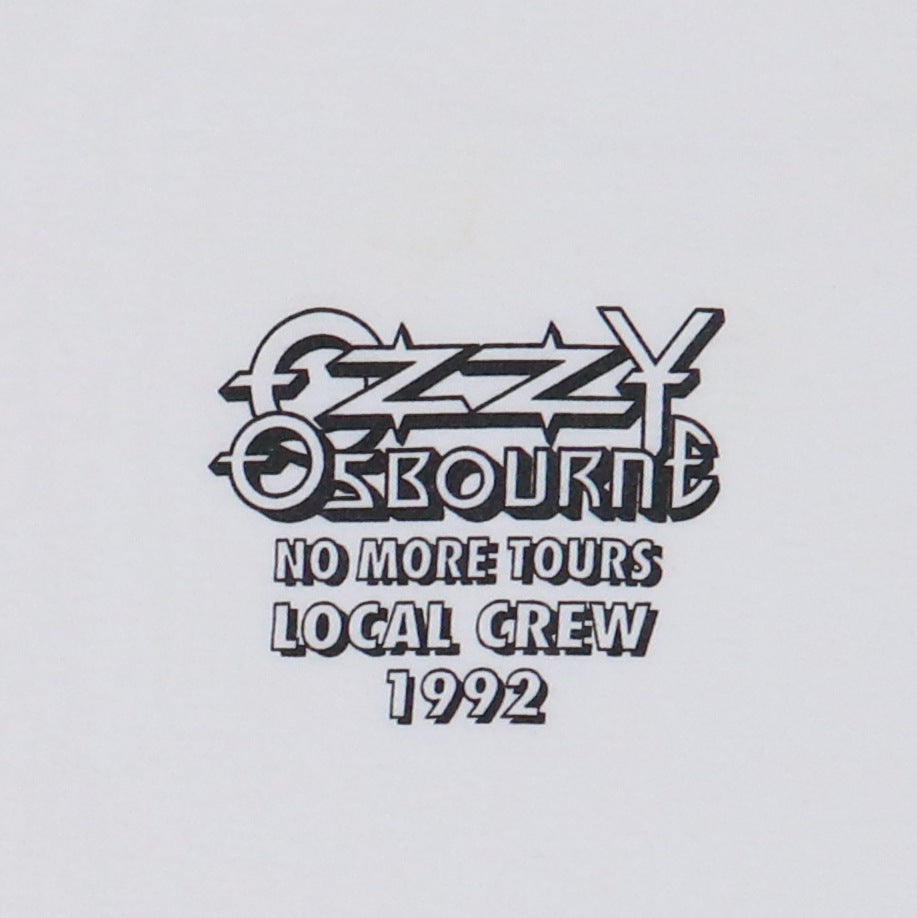 OZZY
OSBOURNE
NO MORE TOURS
LOCAL CREW
1992